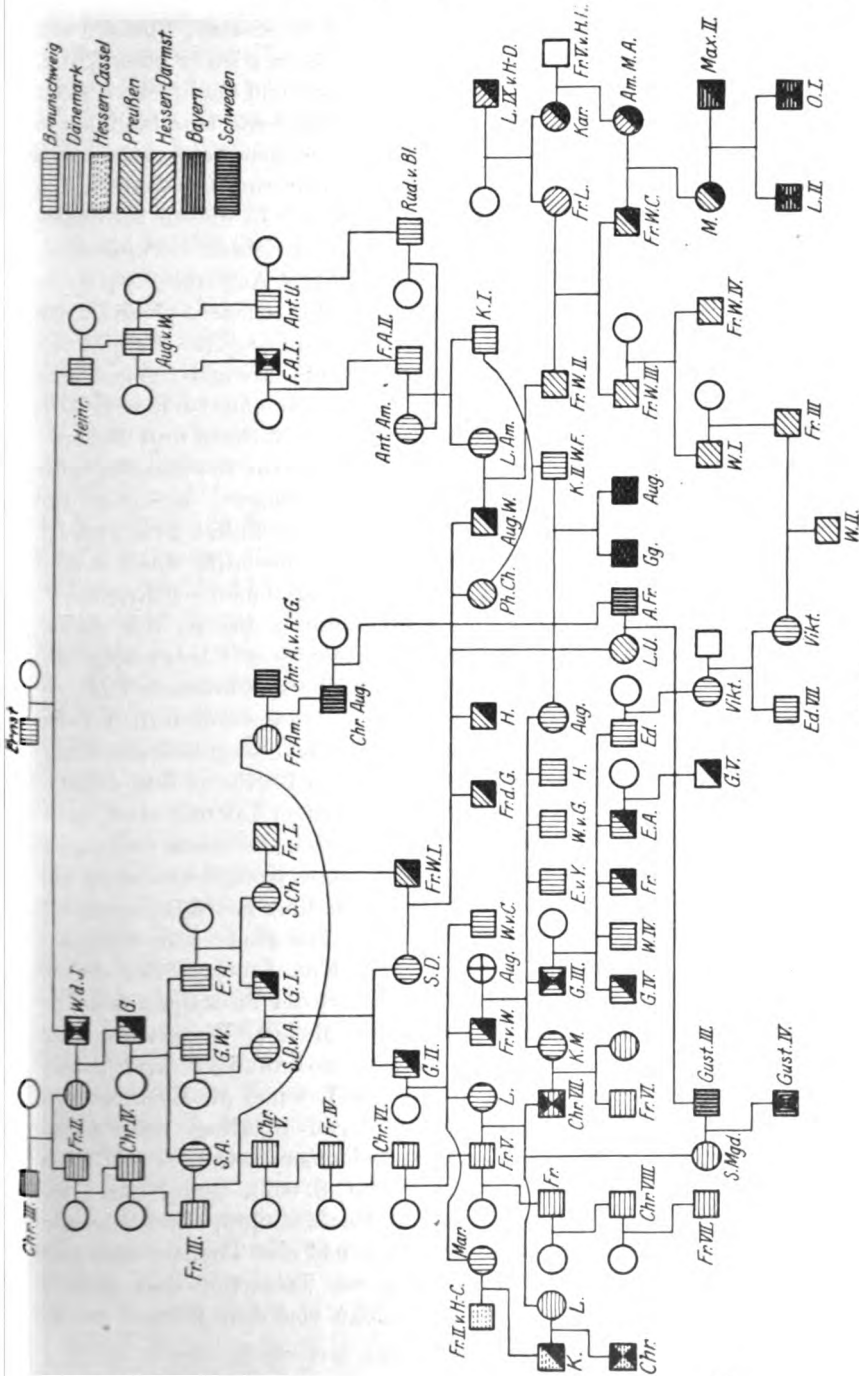 Braunschweig
Dänemark
Hessen-Cassel
Preußen
Hessen-Darmst.
Bayern
Schweden
Ernst
Heinr.
Aug.v.W.
F.A.I.
Ant.U.
F.A.II.
Rud.v.Bl.
Ant.Am.
K.I.
L.Am.
Chr.III.
Fr.II.
W.d.J.
Chr.IV.
G.
Fr.III.
S.A.
G.W.
E.A.
S.Ch.
Fr.I.
Fr.Am.
Chr.A.v.H-G.
Chr.Aug.
Chr.V.
S.D.v.A.
G.I.
Fr.IV.
Chr.VI.
G.II.
S.D.
Fr.W.I.
Fr.d.G.
H.
Ph.Ch.
Aug.W.
L.U.
A.Fr.
L.IX.v.H-D.
Kar.
Fr.L.
Am.M.A.
Fr.W.II.
Fr.W.C.
Max.II.
M.
L.II.
O.I.
Fr.W.III.
Fr.W.IV.
W.I.
Fr.III
W.II.
Fr.II.v.H.-C.
Mar.
Fr.V.
L.
Fr.v.W.
Aug.
W.v.C.
K.
L.
Chr.
Fr.
Chr.VII.
K.M.
G.III.
E.v.Y.
W.v.G.
H.
Aug.
K.II.W.F.
Gg.
Aug.
Chr.VIII.
Fr.VII.
Fr.VI.
G.IV.
W.IV.
Fr.
E.A.
Ed.
G.V.
Vikt.
Ed.VII.
Vikt.
S.Mgd.
Gust.III.
Gust.IV.